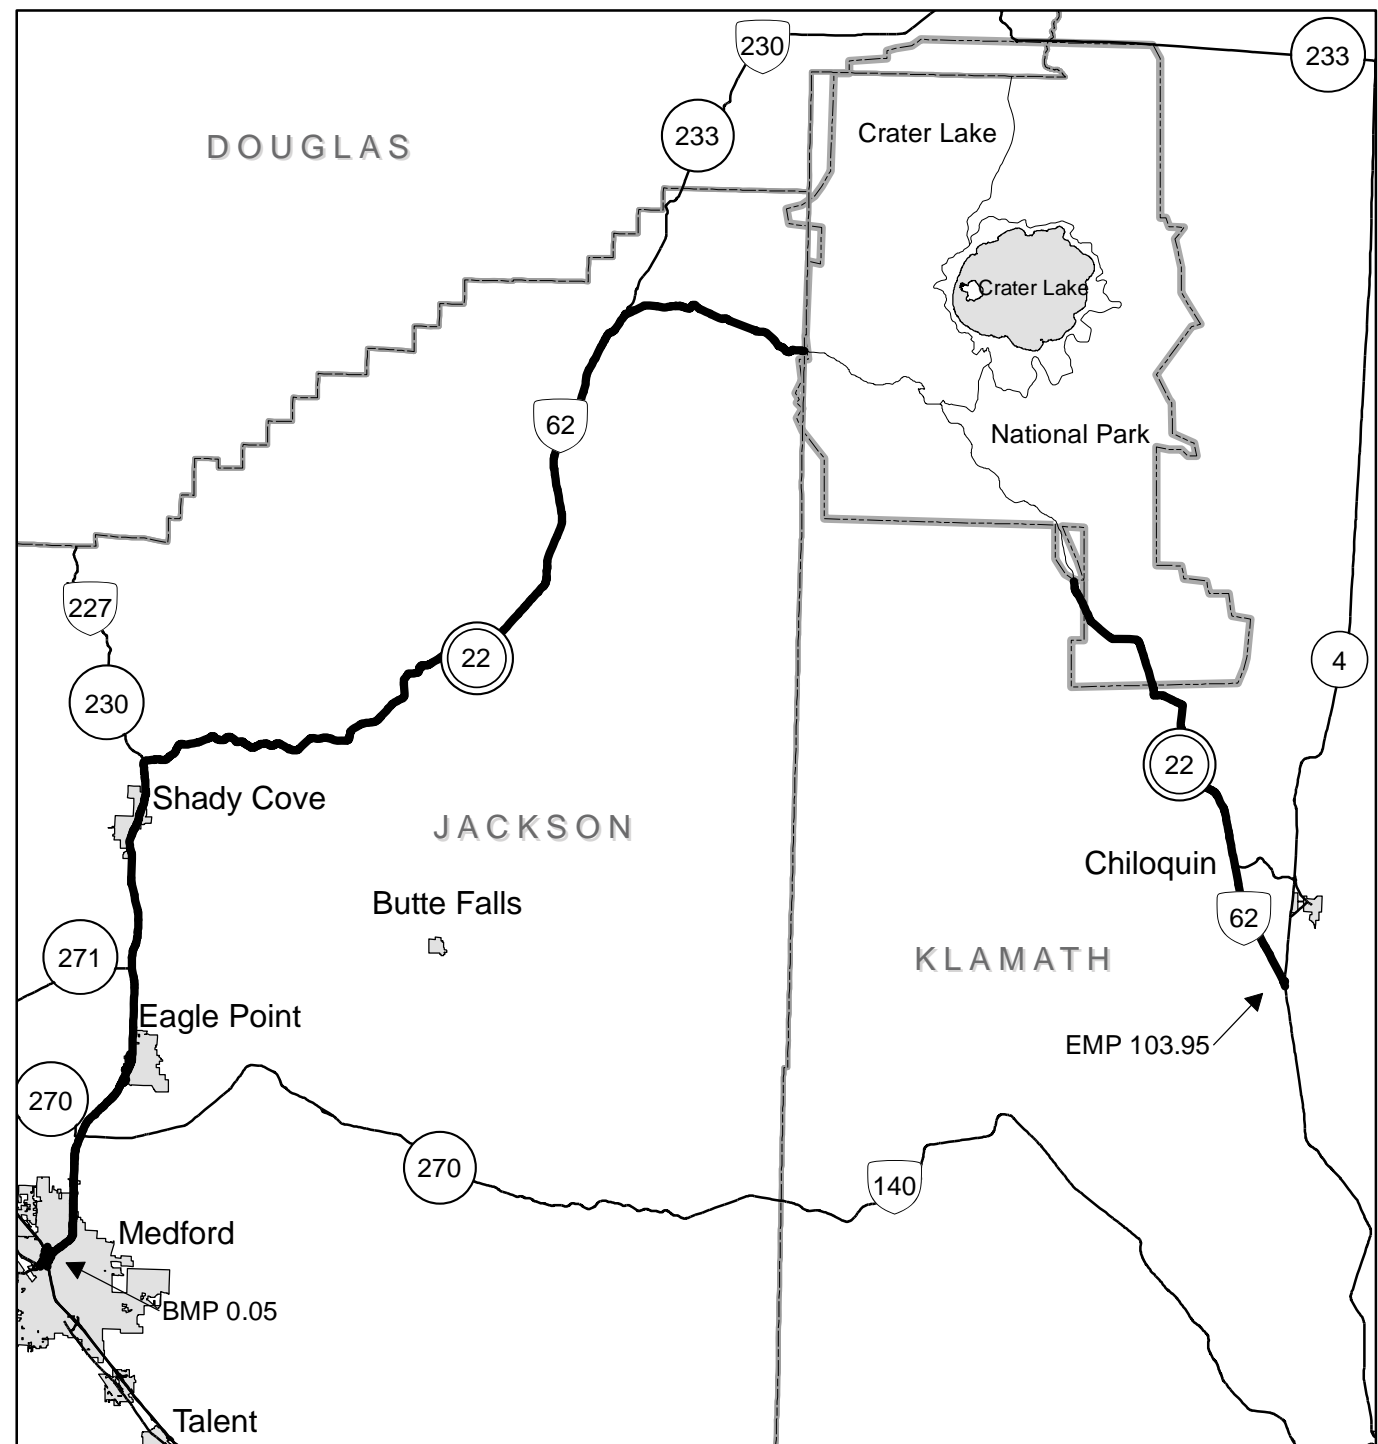 230
233
233
Crater Lake
DOUGLAS
Crater Lake
62
National Park
227
22
4
230
22
Shady Cove
JACKSON
Chiloquin
Butte Falls
62
271
KLAMATH
Eagle Point
EMP 103.95
270
270
140
Medford
BMP 0.05
Talent